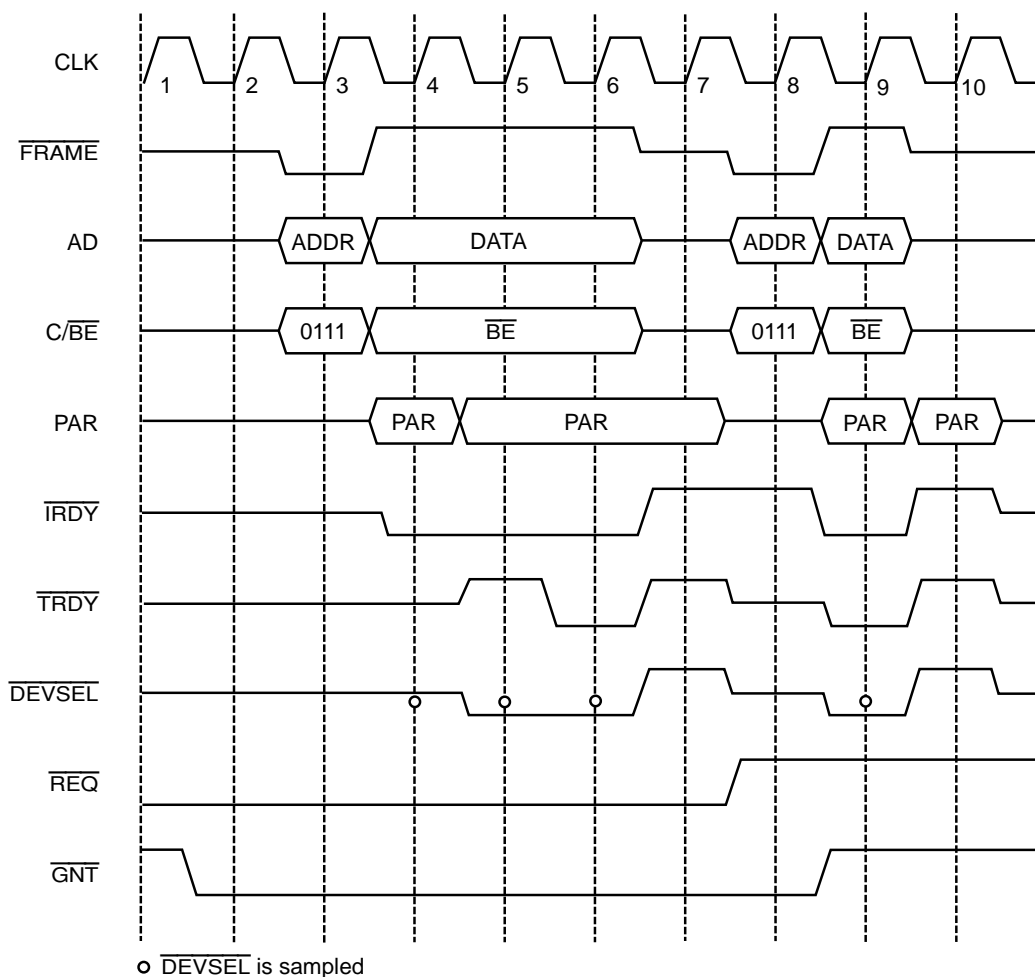 CLK
1 2 3 4 5 6 7 8 9 10
FRAME
AD ADDR DATA ADDR DATA
C/BE 0111 BE 0111 BE
PAR PAR PAR PAR PAR
IRDY
TRDY
DEVSEL
REQ
GNT
DEVSEL is sampled